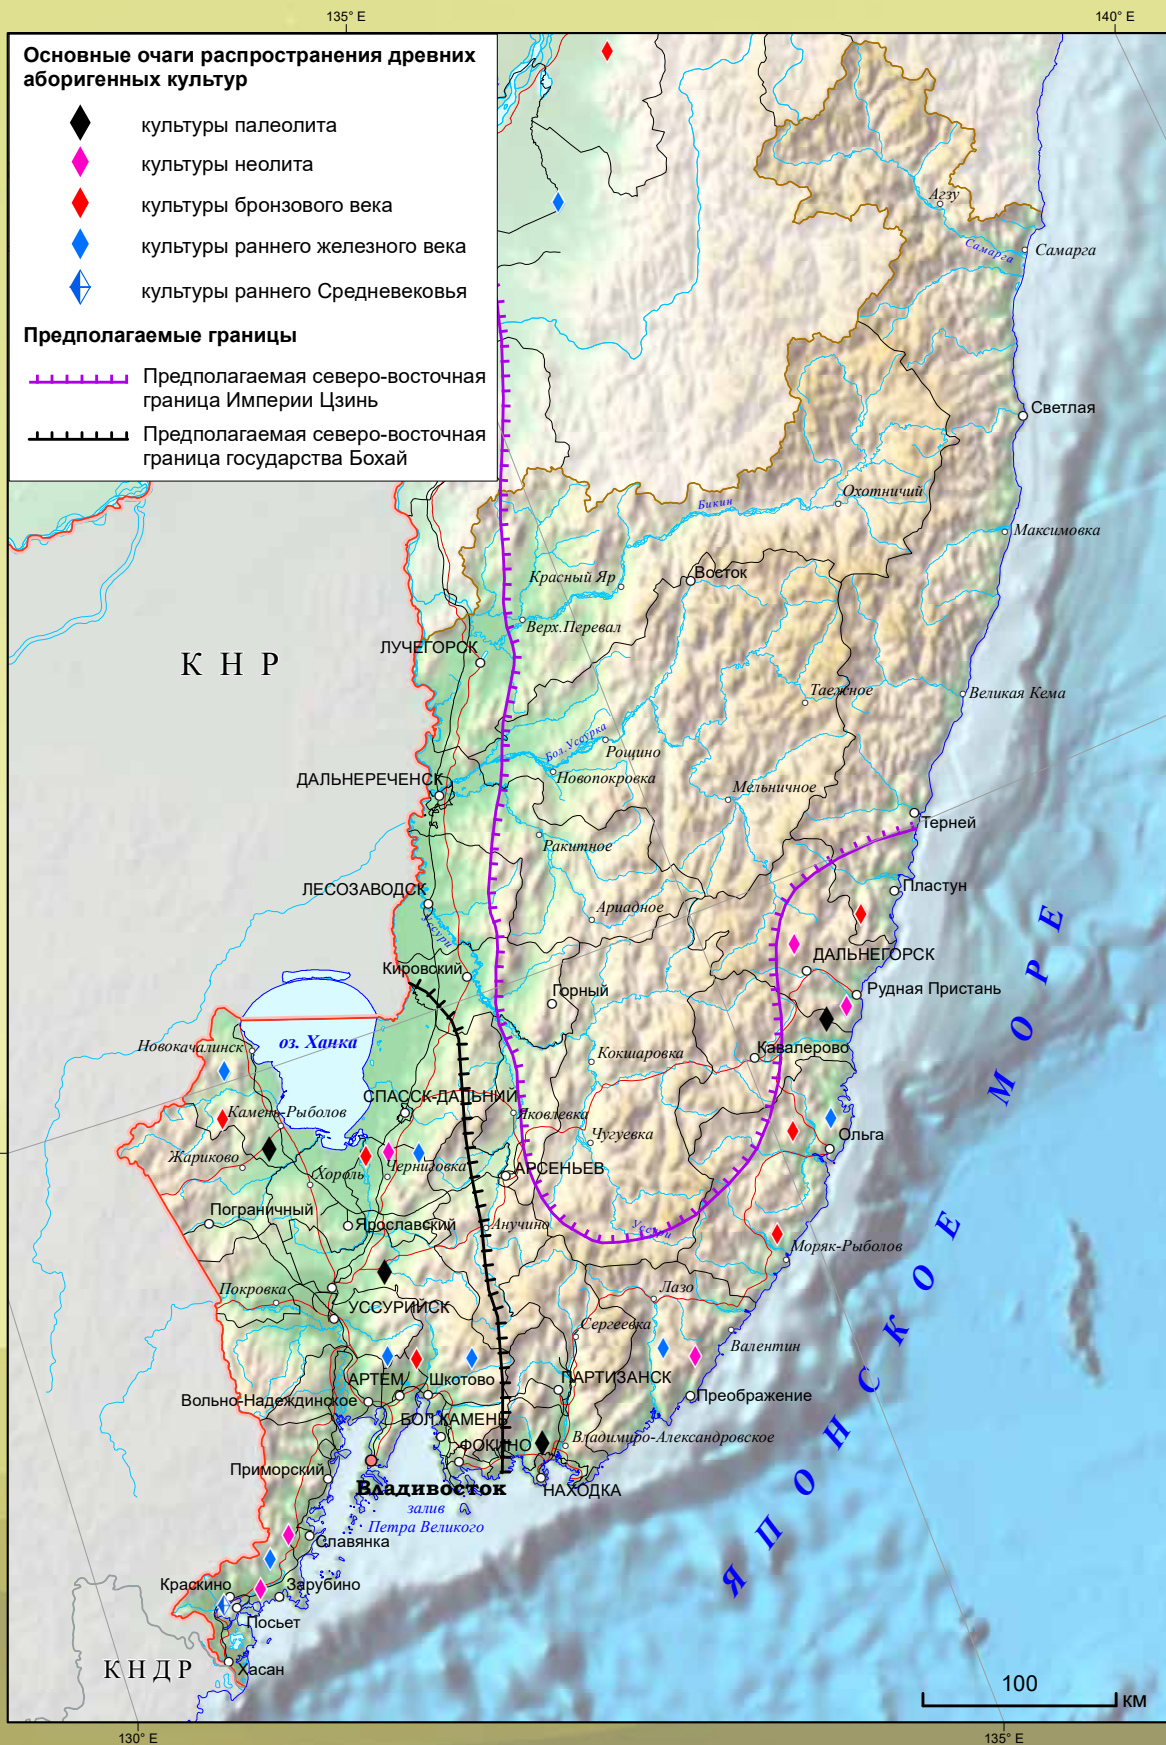 135° E
140° E
Основные очаги распространения древних
аборигенных культур
культуры палеолита
культуры неолита
культуры бронзового века
культуры раннего железного века
культуры раннего Средневековья
Предполагаемые границы
Предполагаемая северо-восточная
граница Империи Цзинь
Предполагаемая северо-восточная
граница государства Бохай
Агзу
Самарга
Самарга
Светлая
Охотничий
Бикин
Максимовка
Восток
Красный Яр
Верх.Перевал
КНР
ЛУЧЕГОРСК
Таежное
Великая Кема
Бол.Уссурка
Рощино
Новопокровка
ДАЛЬНЕРЕЧЕНСК
Мельничное
Терней
Ракитное
Пластун
ЛЕСОЗАВОДСК
Ариадное
Уссури
ДАЛЬНЕГОРСК
Кировский
Горный
Рудная Пристань
оз. Ханка
Новокачалинск
Кокшаровка
Кавалерово
СПАССК-ДАЛЬНИЙ
Камень-Рыболов
Яковлевка
Чугуевка
Ольга
Жариково
Хороль
Черниговка
АРСЕНЬЕВ
Пограничный
Ярославский
Анучино
Уссури
Моряк-Рыболов
Покровка
Лазо
УССУРИЙСК
Сергеевка
Валентин
АРТЕМ
Шкотово
ПАРТИЗАНСК
Вольно-Надеждинское
Преображение
БОЛ.КАМЕНЬ
ФОКИНО
Владимиро-Александровское
Приморский
Владивосток
НАХОДКА
залив
Петра Великого
ЯПОНСКОЕ МОРЕ
Славянка
Краскино
Зарубино
Посьет
КНДР
Хасан
100
км
130° E
135° E